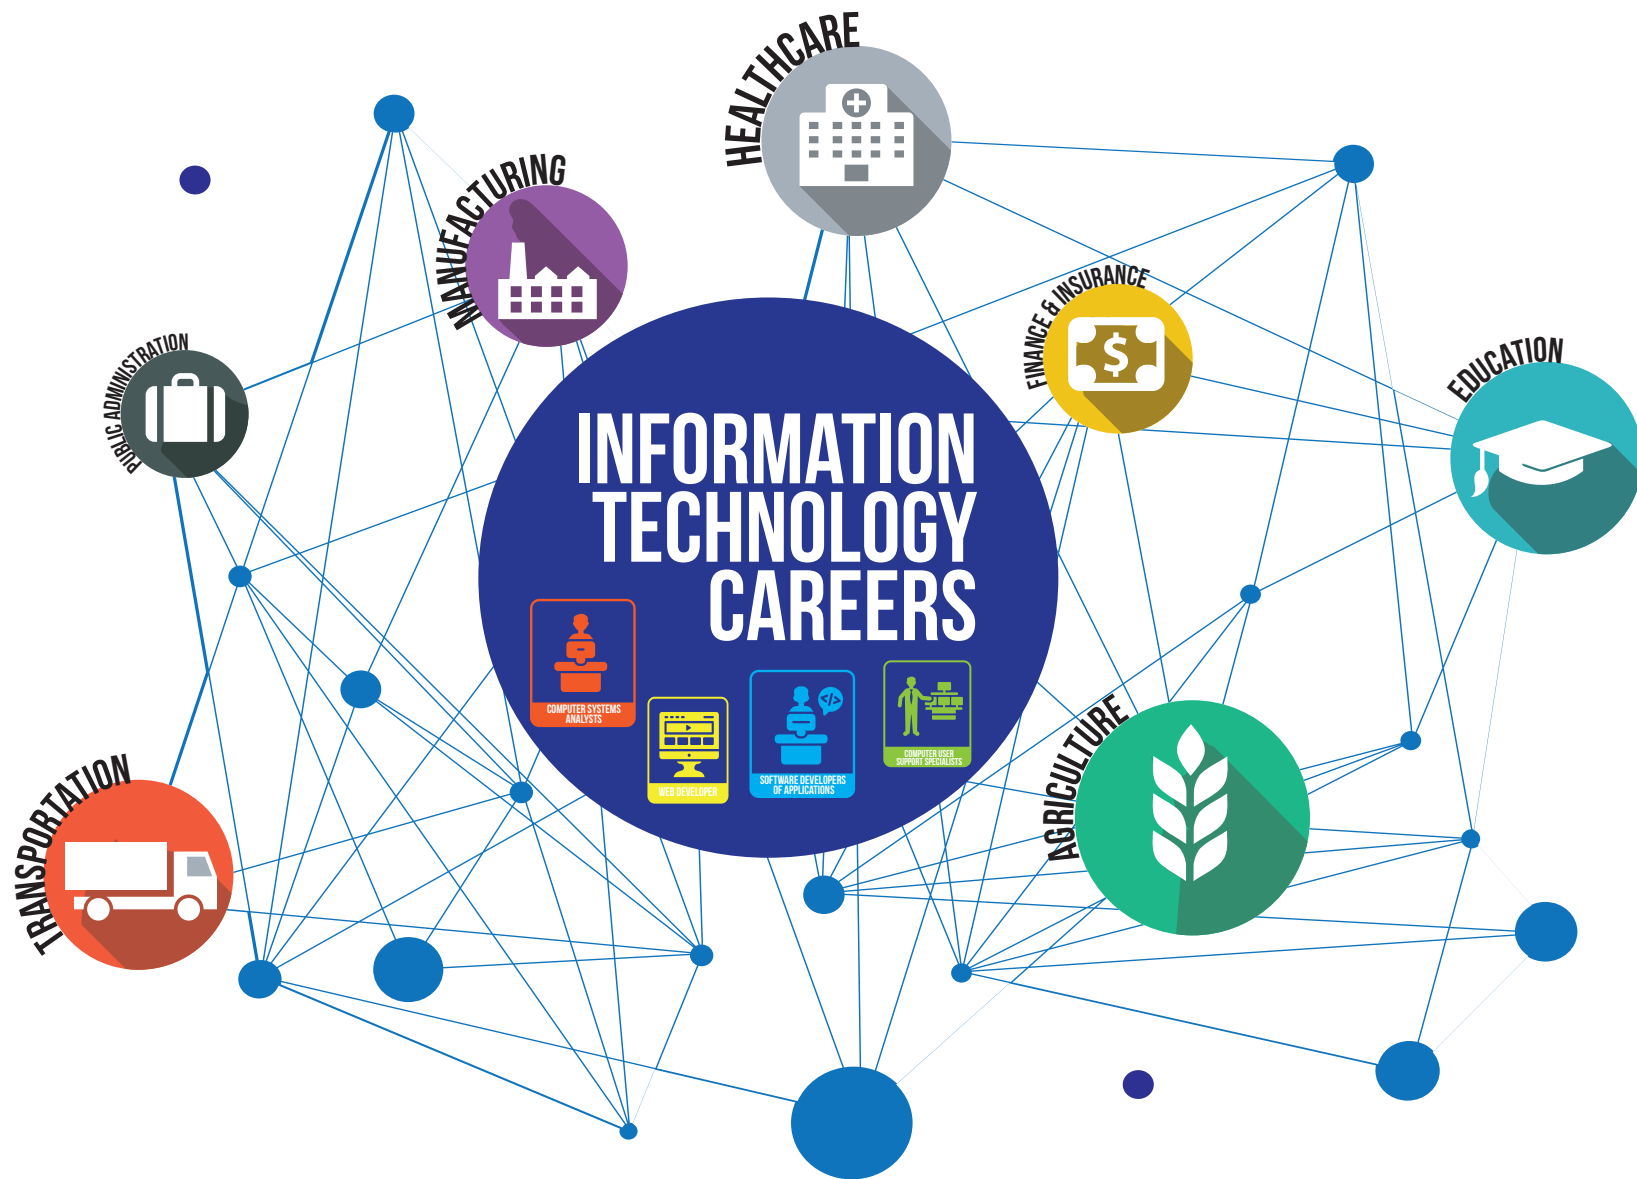 HEALTHCARE
MANUFACTURING
FINANCE & INSURANCE
PUBLIC ADMINISTRATION
EDUCATION
INFORMATION
TECHNOLOGY
CAREERS
COMPUTER SYSTEMS
ANALYSTS
WEB DEVELOPER
</>
SOFTWARE DEVELOPERS
OF APPLICATIONS
COMPUTER USER
SUPPORT SPECIALISTS
AGRICULTURE
TRANSPORTATION
$